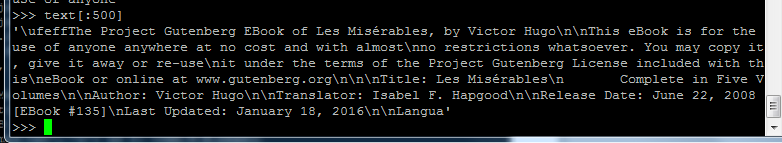 use of anyone
>>> text[:500]
'\ufeffThe Project Gutenberg EBook of Les Misérables, by Victor Hugo\n\nThis eBook is for the
use of anyone anywhere at no cost and with almost\nno restrictions whatsoever. You may copy it
, give it away or re-use\nit under the terms of the Project Gutenberg License included with th
is\neBook or online at www.gutenberg.org\n\n\nTitle: Les Misérables\n       Complete in Five V
olumes\n\nAuthor: Victor Hugo\n\nTranslator: Isabel F. Hapgood\n\nRelease Date: June 22, 2008
[EBook #135]\nLast Updated: January 18, 2016\n\nLangua'
>>>